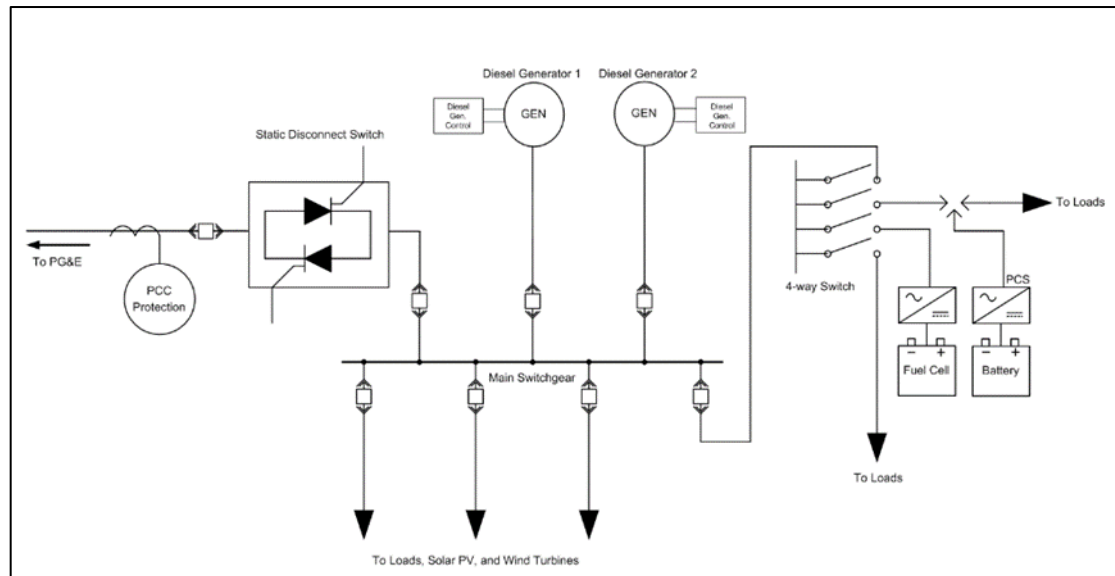 Diesel Generator 1
Diesel Generator 2
Diesel
Gen.
Control
GEN
GEN
Diesel
Gen.
Control
Static Disconnect Switch
To PG&E
PCC
Protection
4-way Switch
To Loads
PCS
− +
Fuel Cell
− +
Battery
Main Switchgear
To Loads
To Loads, Solar PV, and Wind Turbines